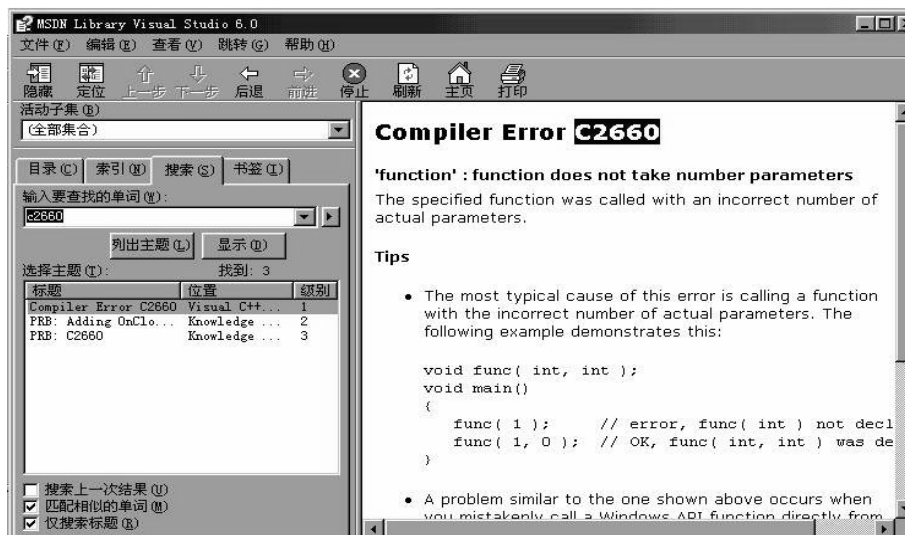 MSDN Library Visual Studio 6.0
文件(F) 编辑(E) 查看(V) 跳转(G) 帮助(H)
隐藏 定位 上一步 下一步 后退 前进 停止 刷新 主页 打印
活动子集(B)
(全部集合)
目录(C) 索引(N) 搜索(S) 书签(I)
输入要查找的单词(W):
c2660
列出主题(L) 显示(D)
选择主题(T): 找到: 3
标题 位置 级别
Compiler Error C2660 Visual C++... 1
PRB: Adding OnClo... Knowledge ... 2
PRB: C2660 Knowledge ... 3
搜索上一次结果(U)
匹配相似的单词(M)
仅搜索标题(R)
Compiler Error C2660
'function' : function does not take number parameters
The specified function was called with an incorrect number of
actual parameters.
Tips
• The most typical cause of this error is calling a function
with the incorrect number of actual parameters. The
following example demonstrates this:
void func( int, int );
void main()
{
func( 1 ); // error, func( int ) not decl
func( 1, 0 ); // OK, func( int, int ) was de
}
• A problem similar to the one shown above occurs when
you mistakenly call a Windows API function directly from